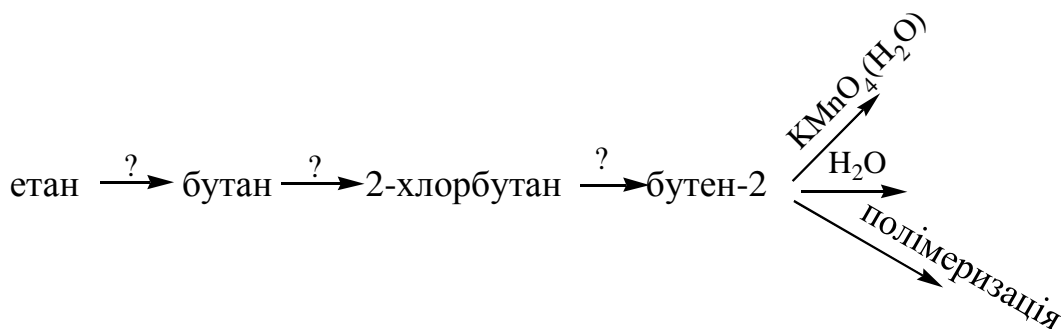 KMnO₄(H₂O)
етан ? бутан ? 2-хлорбутан ? бутен-2 H₂O
полімеризація